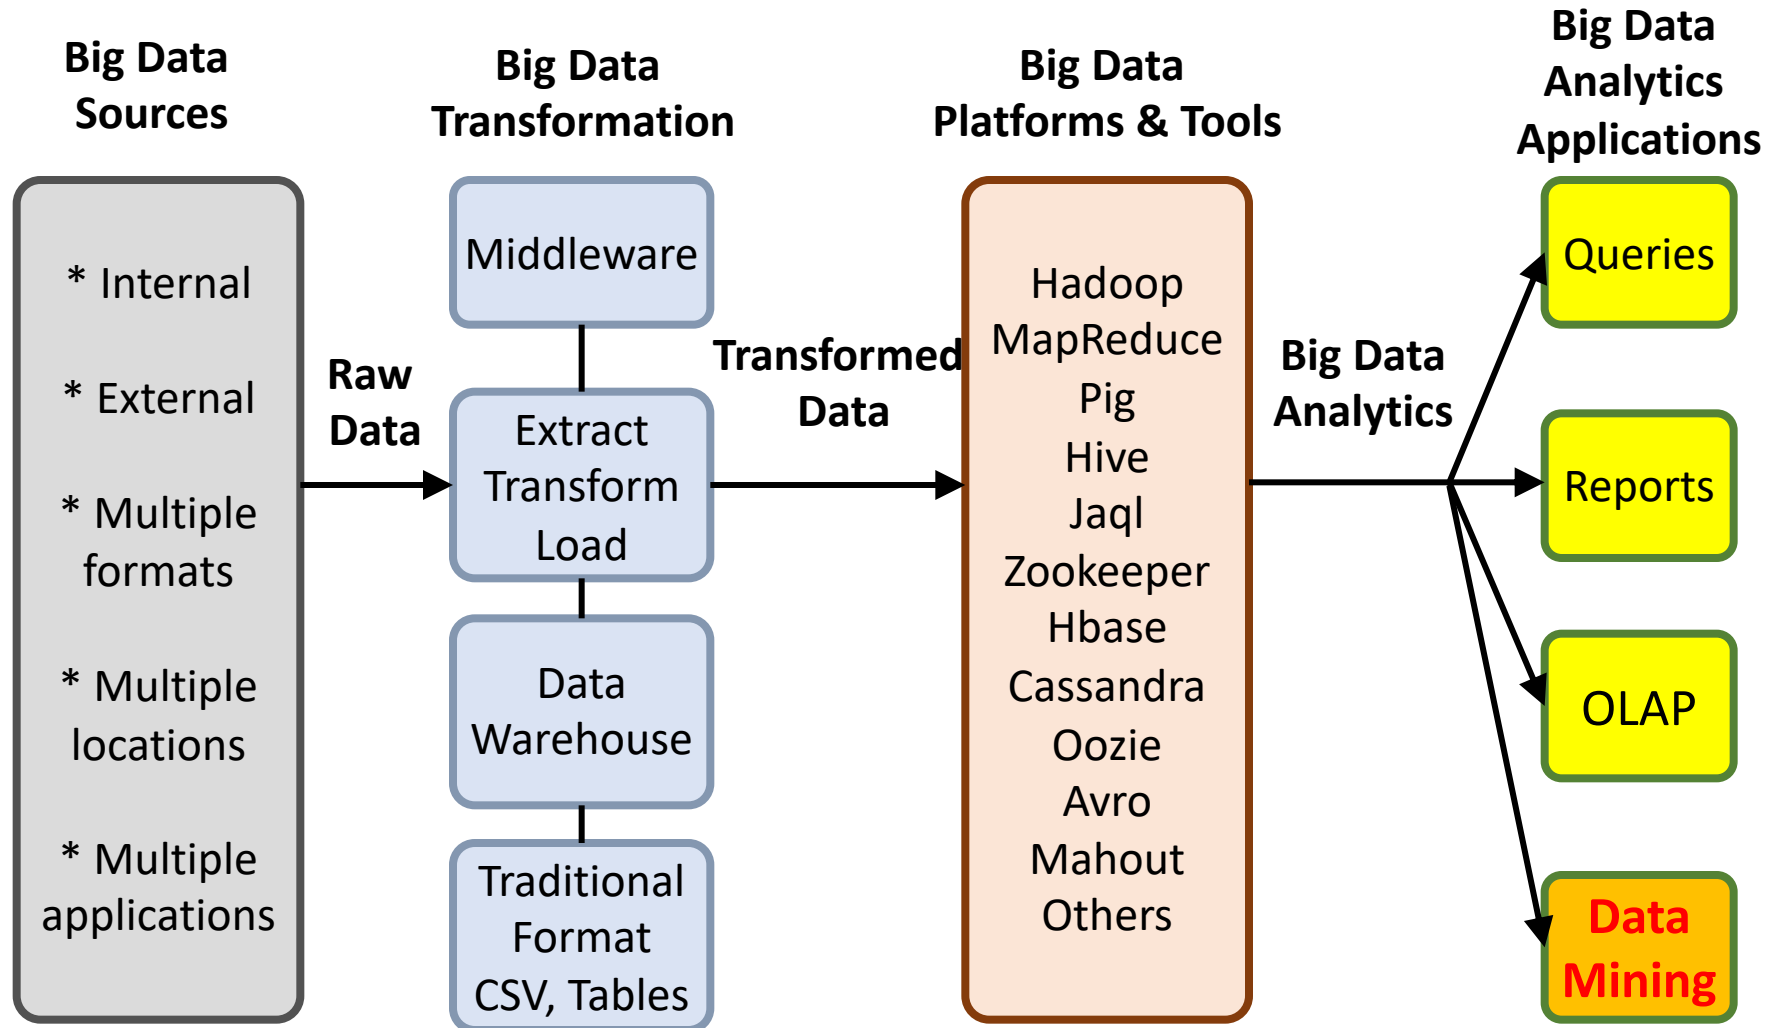 Big Data
Sources
* Internal
* External
* Multiple
formats
* Multiple
locations
* Multiple
applications
Raw
Data
Big Data
Transformation
Middleware
Extract
Transform
Load
Data
Warehouse
Traditional
Format
CSV, Tables
Transformed
Data
Big Data
Platforms & Tools
Hadoop
MapReduce
Pig
Hive
Jaql
Zookeeper
Hbase
Cassandra
Oozie
Avro
Mahout
Others
Big Data
Analytics
Big Data
Analytics
Applications
Queries
Reports
OLAP
Data
Mining